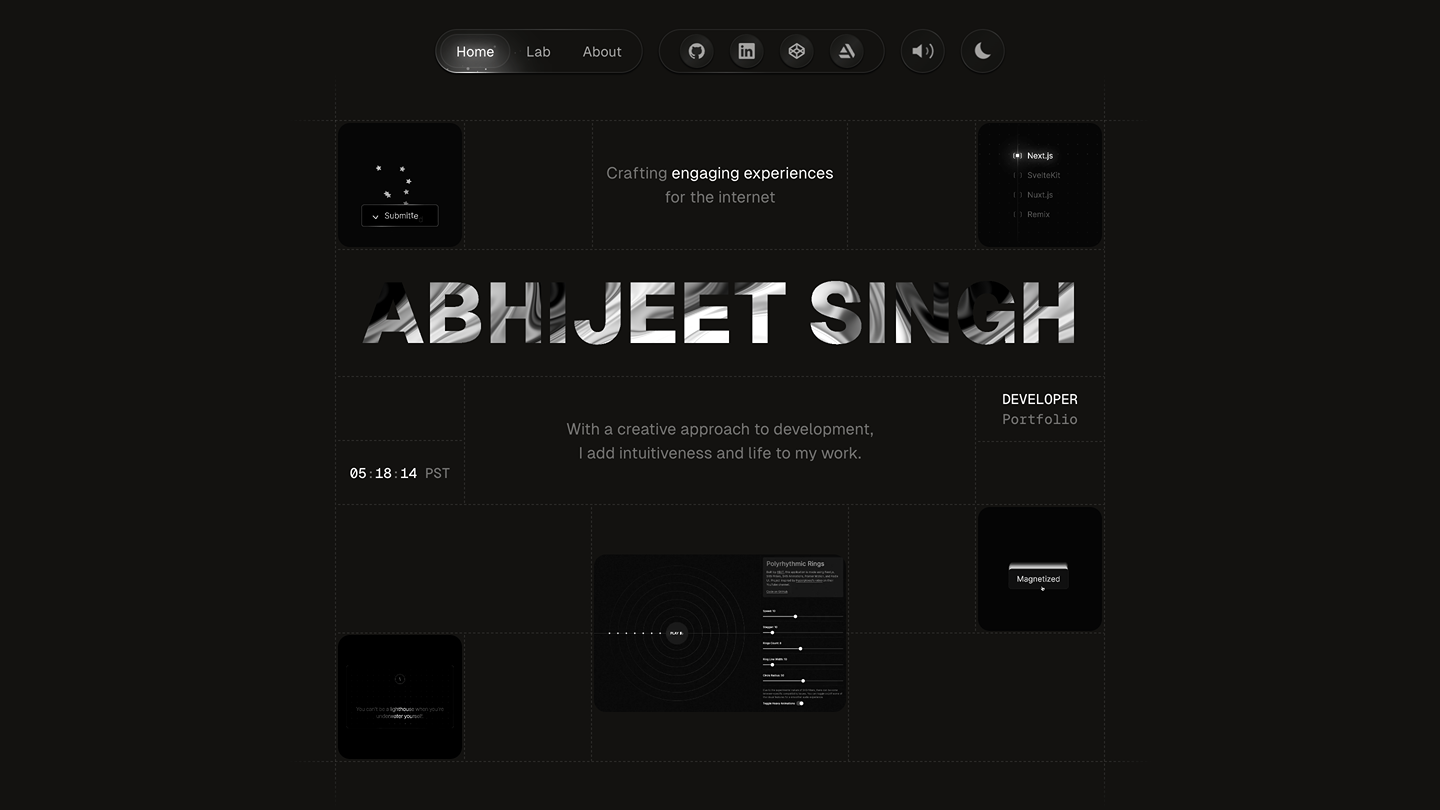 Home
Lab
About
Crafting engaging experiences
for the internet
Next.js
SvelteKit
Nuxt.js
Remix
Submitte
ABHIJEET SINGH
DEVELOPER
Portfolio
With a creative approach to development,
I add intuitiveness and life to my work.
05:18:14 PST
Polyrhythmic Rings
Magnetized
PLAY
You can't be a lighthouse when you're
underwater yourself.